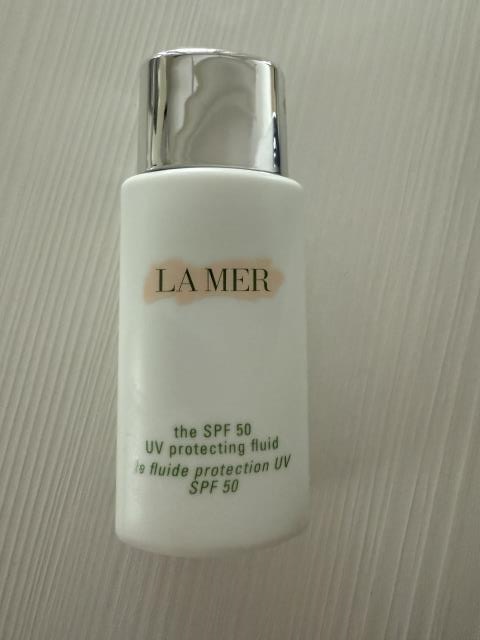 LA MER
the SPF 50
UV protecting fluid
le fluide protection UV
SPF 50